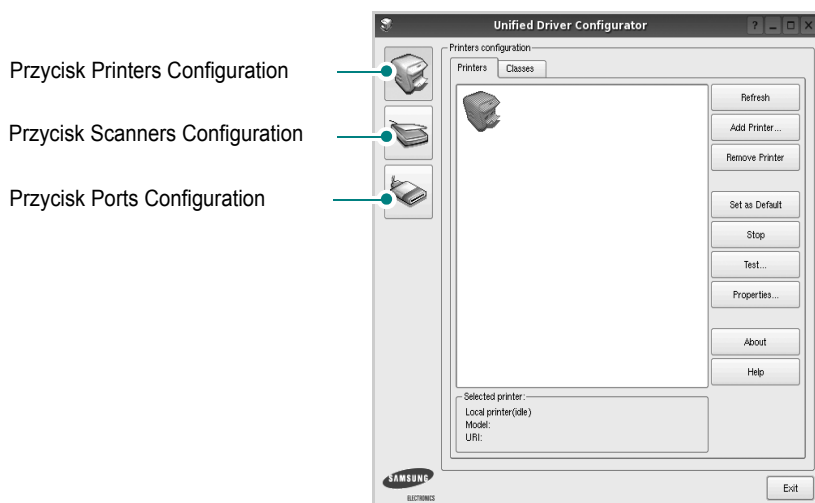 Unified Driver Configurator
Printers configuration
Printers
Classes
Przycisk Printers Configuration
Przycisk Scanners Configuration
Przycisk Ports Configuration
Refresh
Add Printer...
Remove Printer
Set as Default
Stop
Test...
Properties...
About
Help
Selected printer:
Local printer(idle)
Model:
URI:
SAMSUNG
ELECTRONICS
Exit